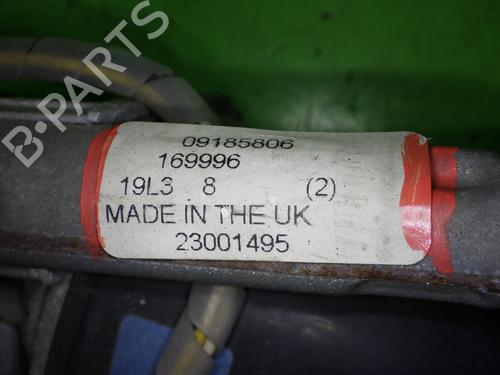 B-PARTS
09185806
169996
19L3 8 (2)
MADE IN THE UK
23001495